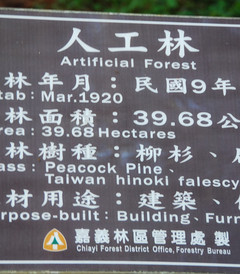 人工林
Artificial Forest
林年月：民國9年
tab：Mar.1920
林面積：39.68公
rea：39.68Hectares
林樹種：柳杉、
ass：Peacock Pine、
Taiwan hinoki falsecy
材用途：建築、
rpose-built：Building、Furn
嘉義林區管理處 製
Chiayi Forest District Office, Forestry Bureau